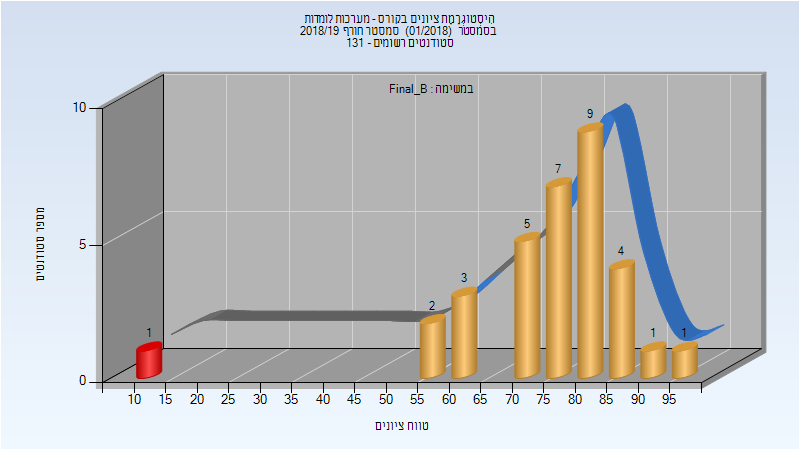 היסטוגרמת ציונים בקורס - מערכות לומדות
בסמסטר (01/2018) סמסטר חורף 2018/19
סטודנטים רשומים - 131
במשימה : Final_B
מספר סטודנטים
10
5
0
1 2 3 5 7 9 4 1 1
10 15 20 25 30 35 40 45 50 55 60 65 70 75 80 85 90 95
טווח ציונים